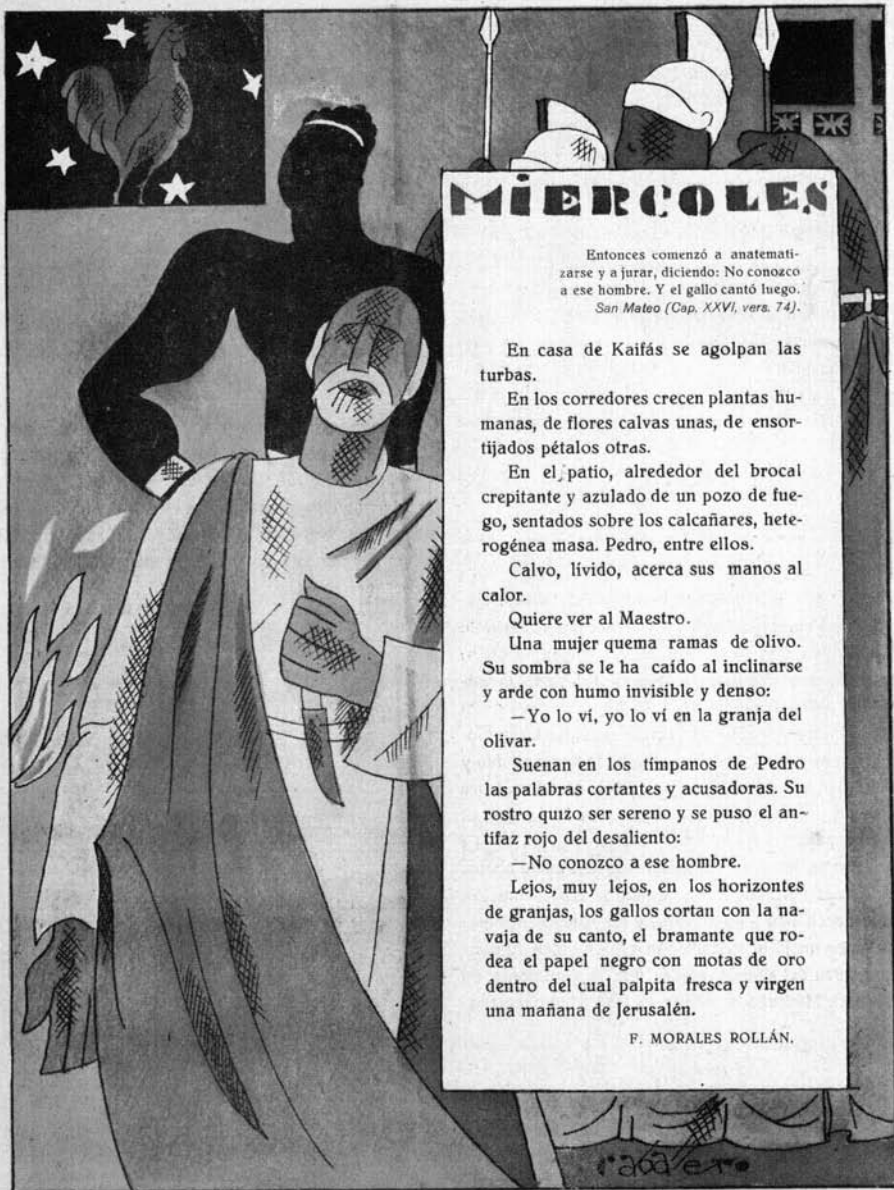 MiERCOLES
Entonces comenzó a anatemati-
zarse y a jurar, diciendo: No conozco
a ese hombre. Y el gallo cantó luego.
San Mateo (Cap. XXVI, vers. 74).
En casa de Kaifás se agolpan las
turbas.
En los corredores crecen plantas hu-
manas, de flores calvas unas, de ensor-
tijados pétalos otras.
En el patio, alrededor del brocal
crepitante y azulado de un pozo de fue-
go, sentados sobre los calcañares, hete-
rogénea masa. Pedro, entre ellos.
Calvo, lívido, acerca sus manos al
calor.
Quiere ver al Maestro.
Una mujer quema ramas de olivo.
Su sombra se le ha caído al inclinarse
y arde con humo invisible y denso:
—Yo lo ví, yo lo ví en la granja del
olivar.
Suenan en los tímpanos de Pedro
las palabras cortantes y acusadoras. Su
rostro quizo ser sereno y se puso el an-
tifaz rojo del desaliento:
—No conozco a ese hombre.
Lejos, muy lejos, en los horizontes
de granjas, los gallos cortan con la na-
vaja de su canto, el bramante que ro-
dea el papel negro con motas de oro
dentro del cual palpita fresca y virgen
una mañana de Jerusalén.
F. MORALES ROLLÁN.